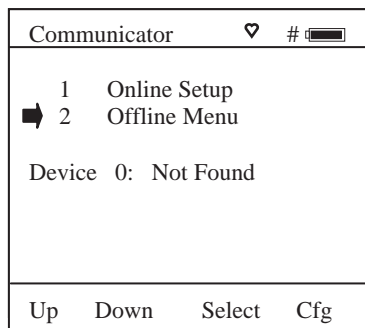 Communicator ♡ #
1 Online Setup
2 Offline Menu
Device 0: Not Found
Up Down Select Cfg